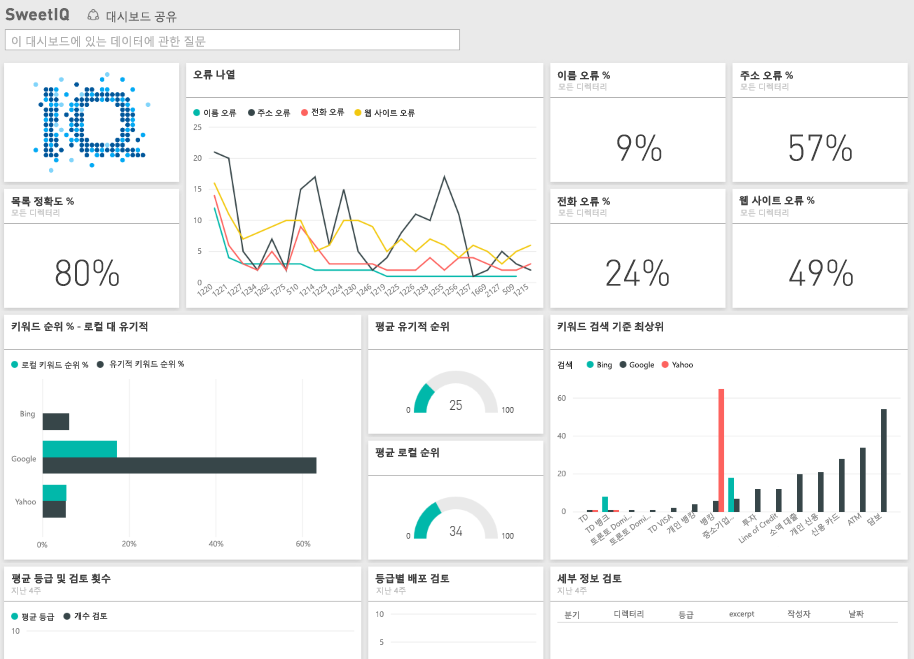 SweetIQ 대시보드 공유
이 대시보드에 있는 데이터에 관한 질문
IQ
오류 나열
이름 오류 주소 오류 전화 오류 웹 사이트 오류
25
20
15
10
5
0
1220 1221 1227 1234 1262 1275 510 1214 1223 1224 1230 1246 1219 1225 1226 1233 1255 1256 1257 1669 2127 509 1215
이름 오류 %
모든 디렉터리
9%
주소 오류 %
모든 디렉터리
57%
목록 정확도 %
모든 디렉터리
80%
전화 오류 %
모든 디렉터리
24%
웹 사이트 오류 %
모든 디렉터리
49%
키워드 순위 % - 로컬 대 유기적
로컬 키워드 순위 % 유기적 키워드 순위 %
Bing
Google
Yahoo
0% 20% 40% 60%
평균 유기적 순위
0 25 100
평균 로컬 순위
0 34 100
키워드 검색 기준 최상위
검색 Bing Google Yahoo
60
40
20
0
TD TD 뱅크 토론토 Domi... 토론토 Domi... TD VISA 개인 뱅킹 뱅킹 중소기업... 투자 Line of Credit 소액 대출 개인 신용 신용 카드 ATM 담보
평균 등급 및 검토 횟수
지난 4주
평균 등급 개수 검토
10
등급별 배포 검토
지난 4주
10
5
세부 정보 검토
지난 4주
분기 디렉터리 등급 excerpt 작성자 날짜